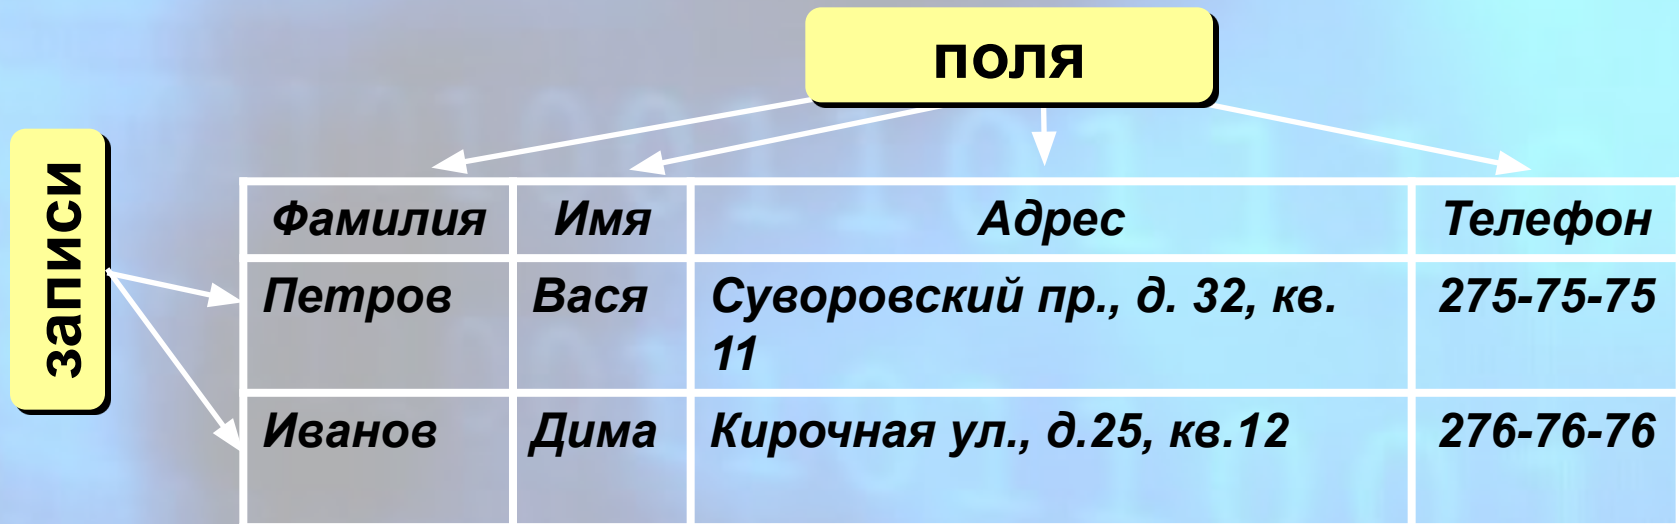 поля
записи
Фамилия Имя Адрес Телефон
Петров Вася Суворовский пр., д. 32, кв. 275-75-75
11
Иванов Дима Кирочная ул., д.25, кв.12 276-76-76